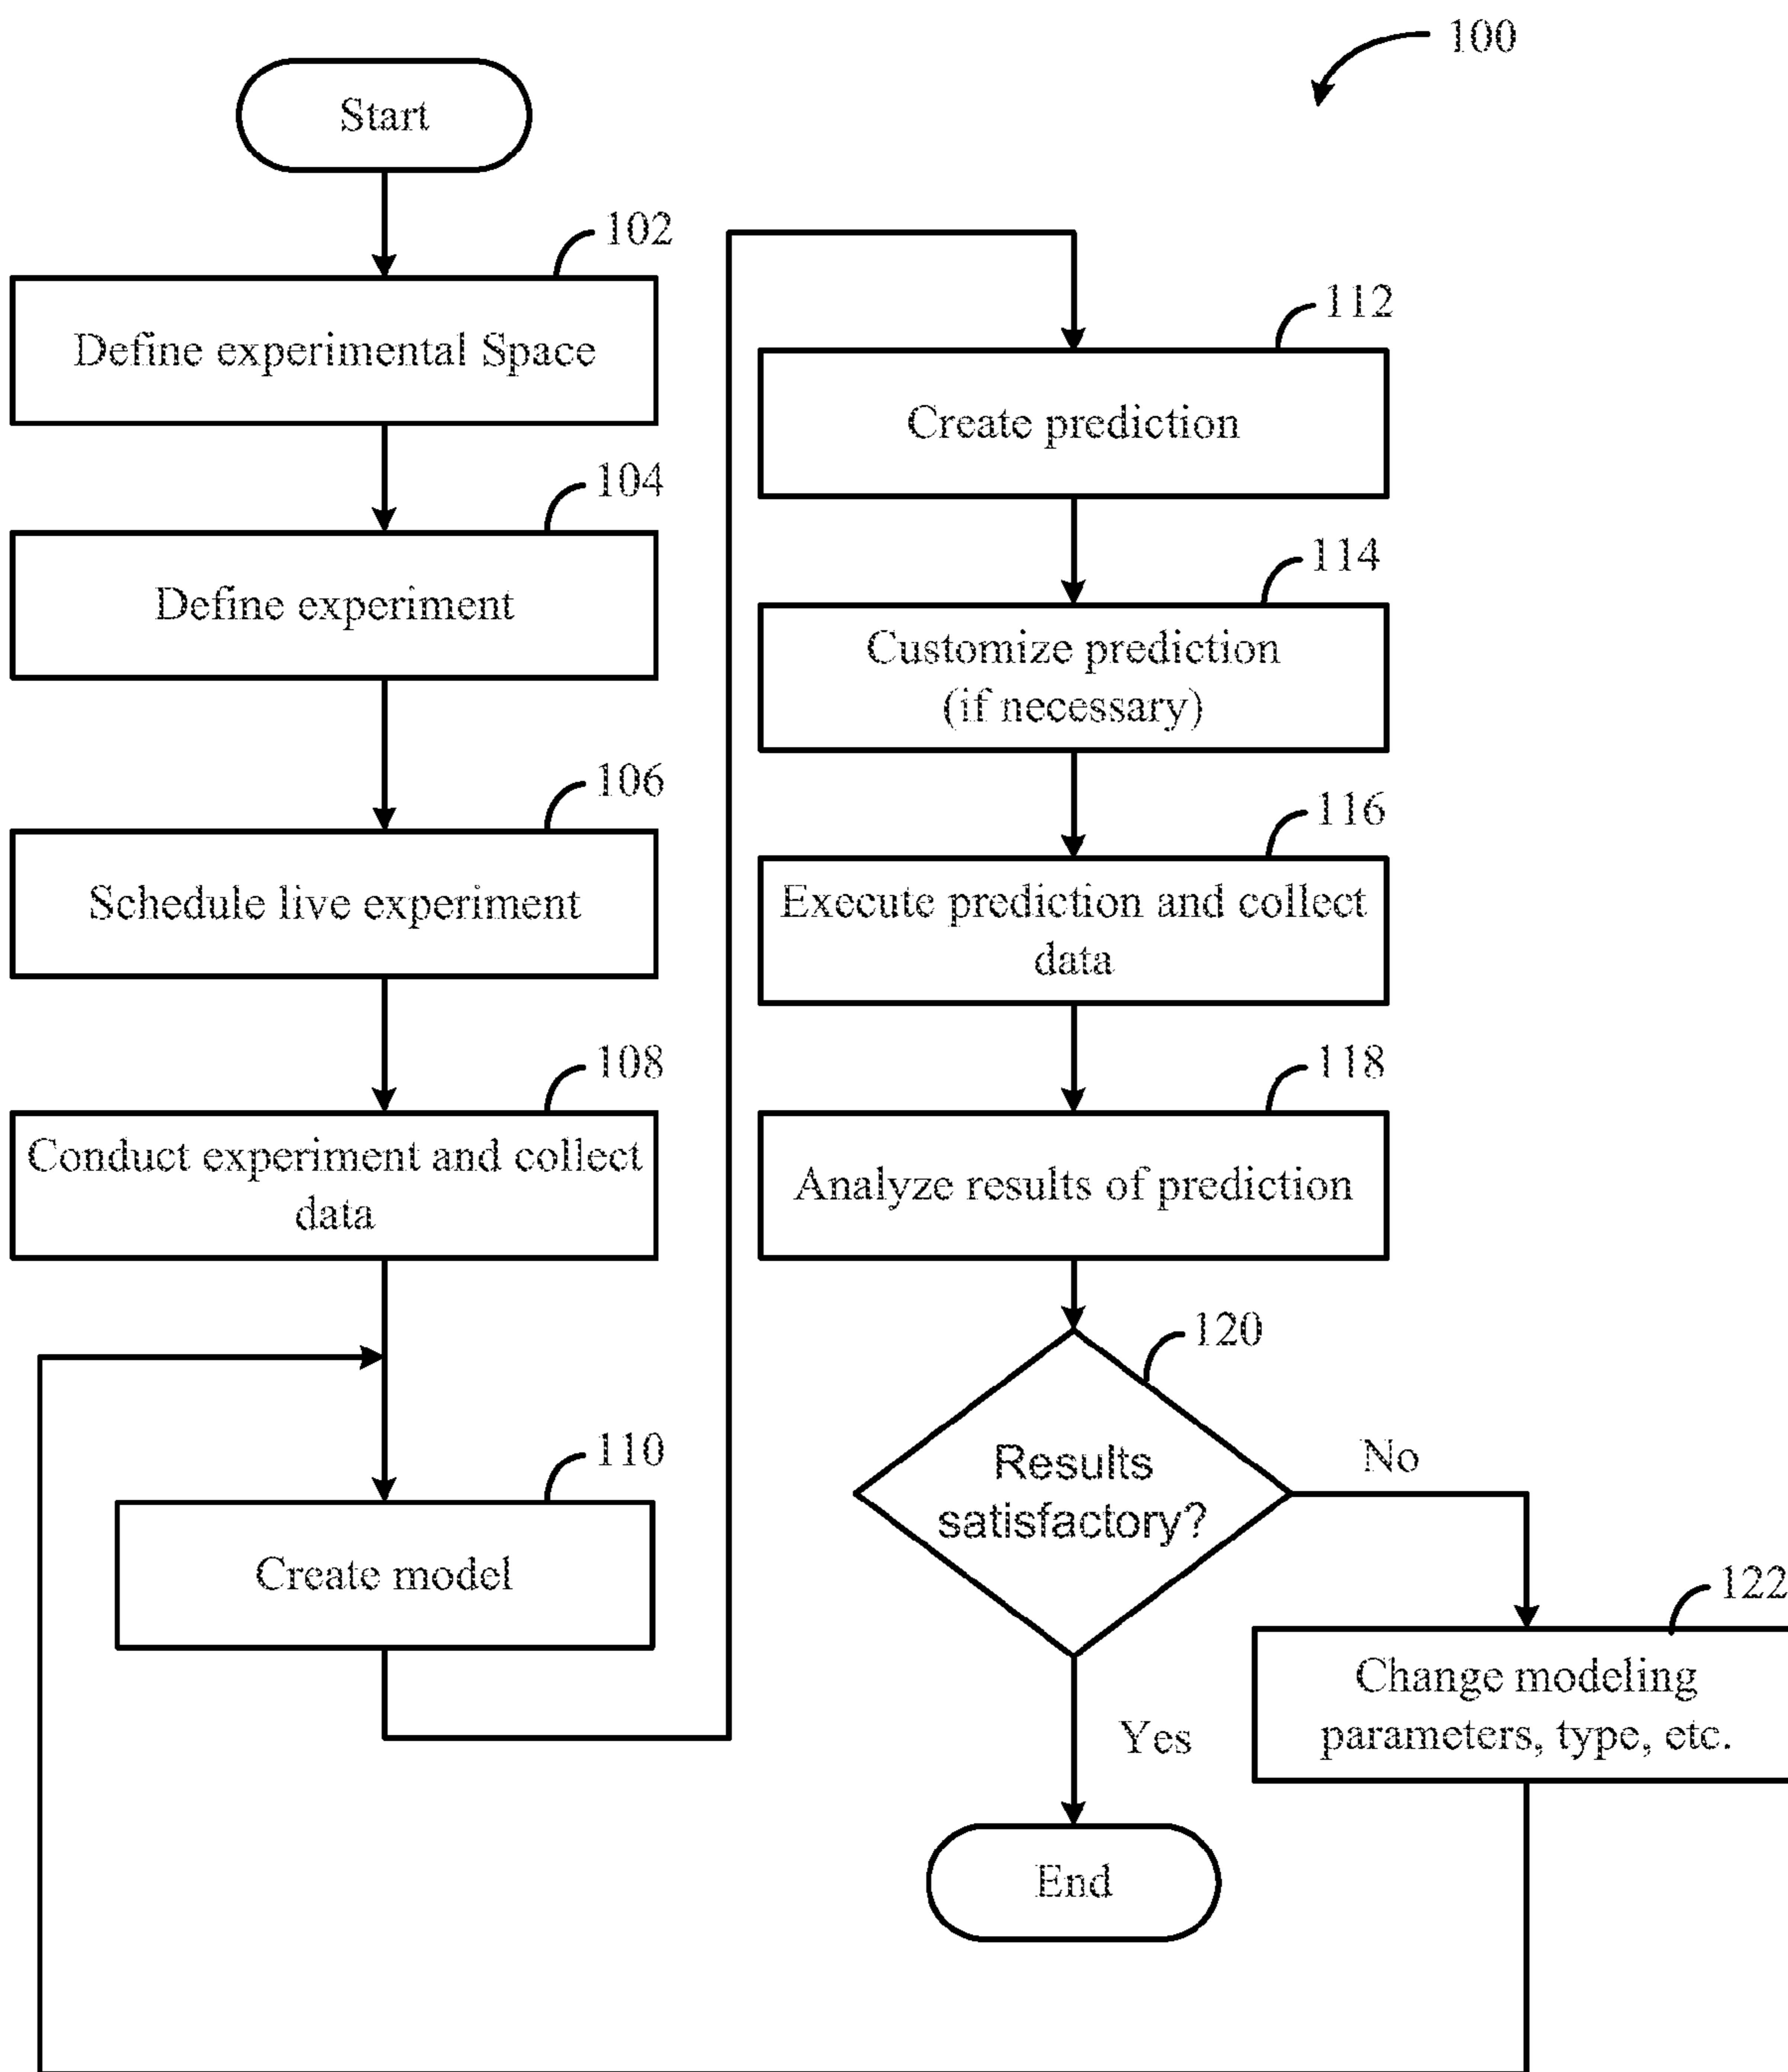 100
Start
102
Define experimental Space
104
Define experiment
106
Schedule live experiment
108
Conduct experiment and collect
data
110
Create model
112
Create prediction
114
Customize prediction
(if necessary)
116
Execute prediction and collect
data
118
Analyze results of prediction
120
Results
satisfactory?
No
122
Change modeling
parameters, type, etc.
Yes
End